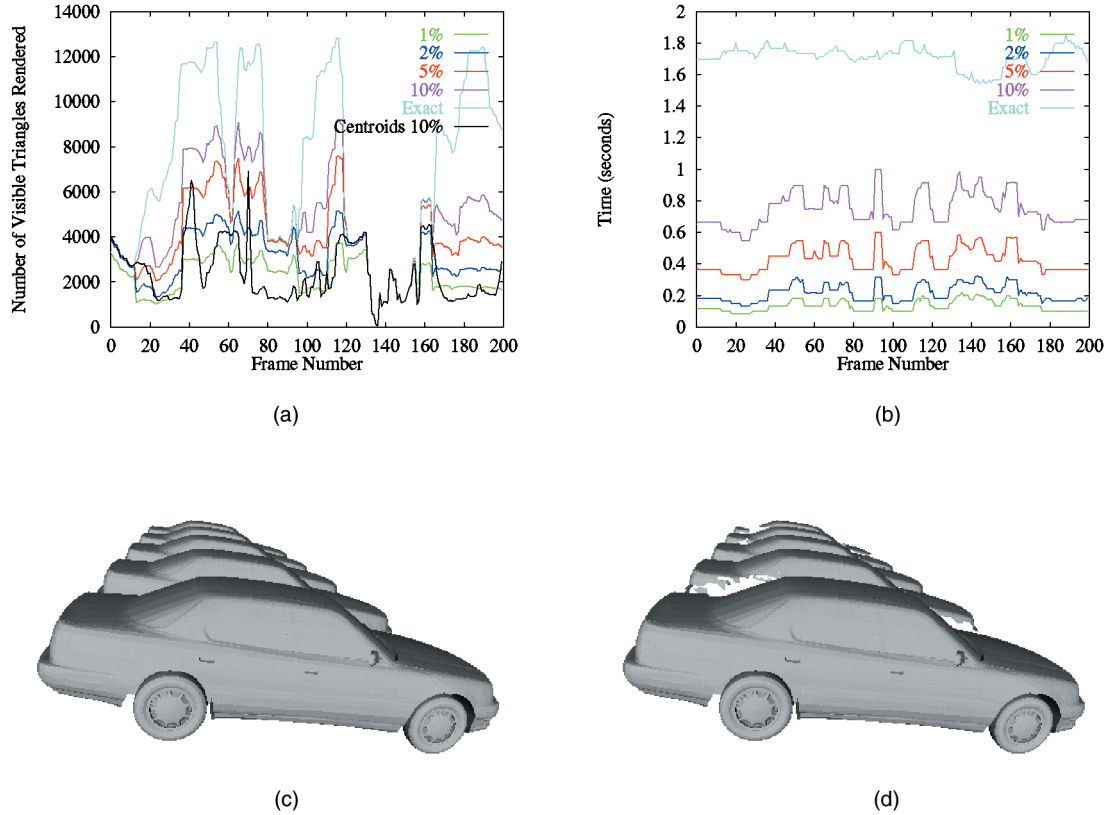 Number of Visible Triangles Rendered
14000
12000
10000
8000
6000
4000
2000
0
1%
2%
5%
10%
Exact
Centroids 10%
0 20 40 60 80 100 120 140 160 180 200
Frame Number
(a)
Time (seconds)
2
1.8
1.6
1.4
1.2
1
0.8
0.6
0.4
0.2
0
1%
2%
5%
10%
Exact
0 20 40 60 80 100 120 140 160 180 200
Frame Number
(b)
(c)
(d)